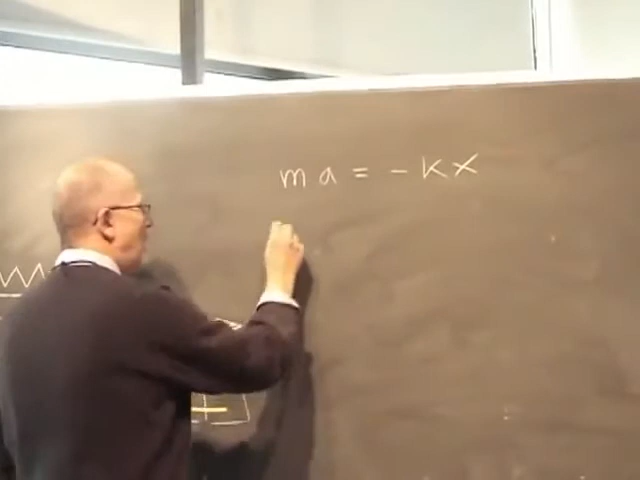 ma = -kx